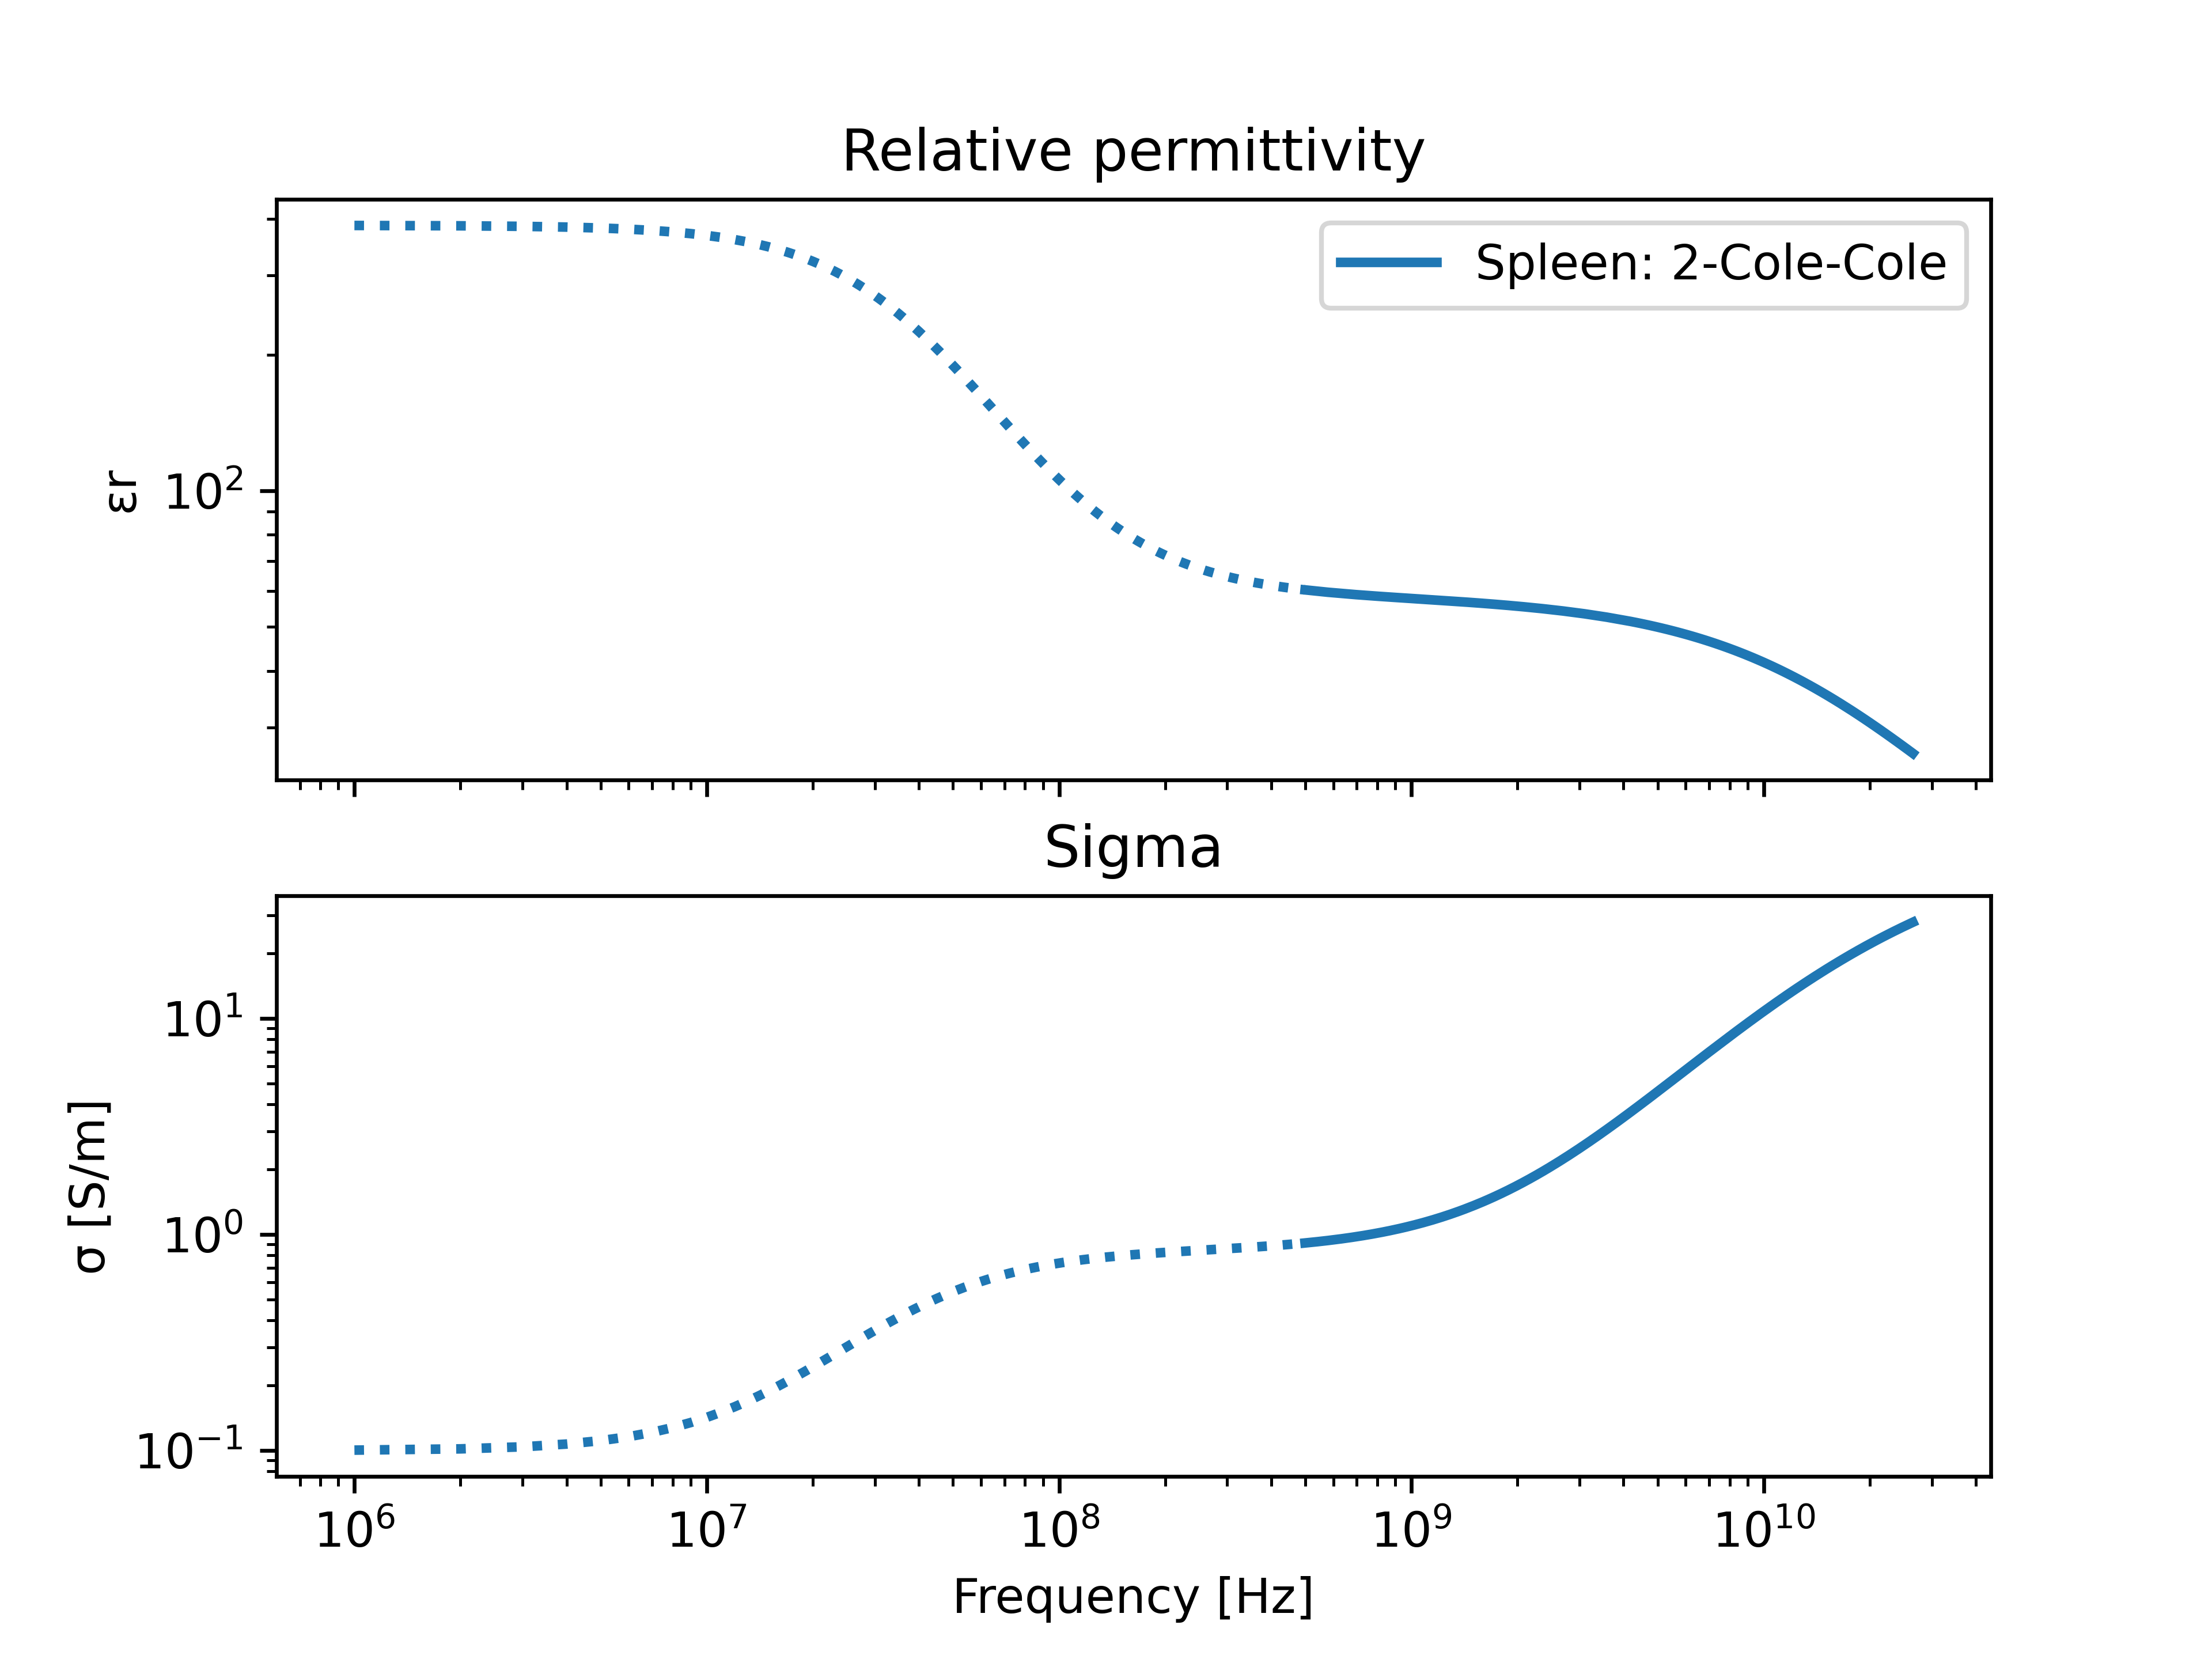 Relative permittivity
Spleen: 2-Cole-Cole
εr
10²
Sigma
σ [S/m]
10¹
10⁰
10⁻¹
10⁶ 10⁷ 10⁸ 10⁹ 10¹⁰
Frequency [Hz]